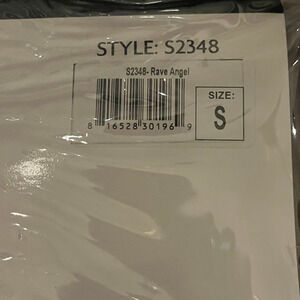 STYLE: S2348
S2348- Rave Angel
SIZE:
S
8 16528 30196 9